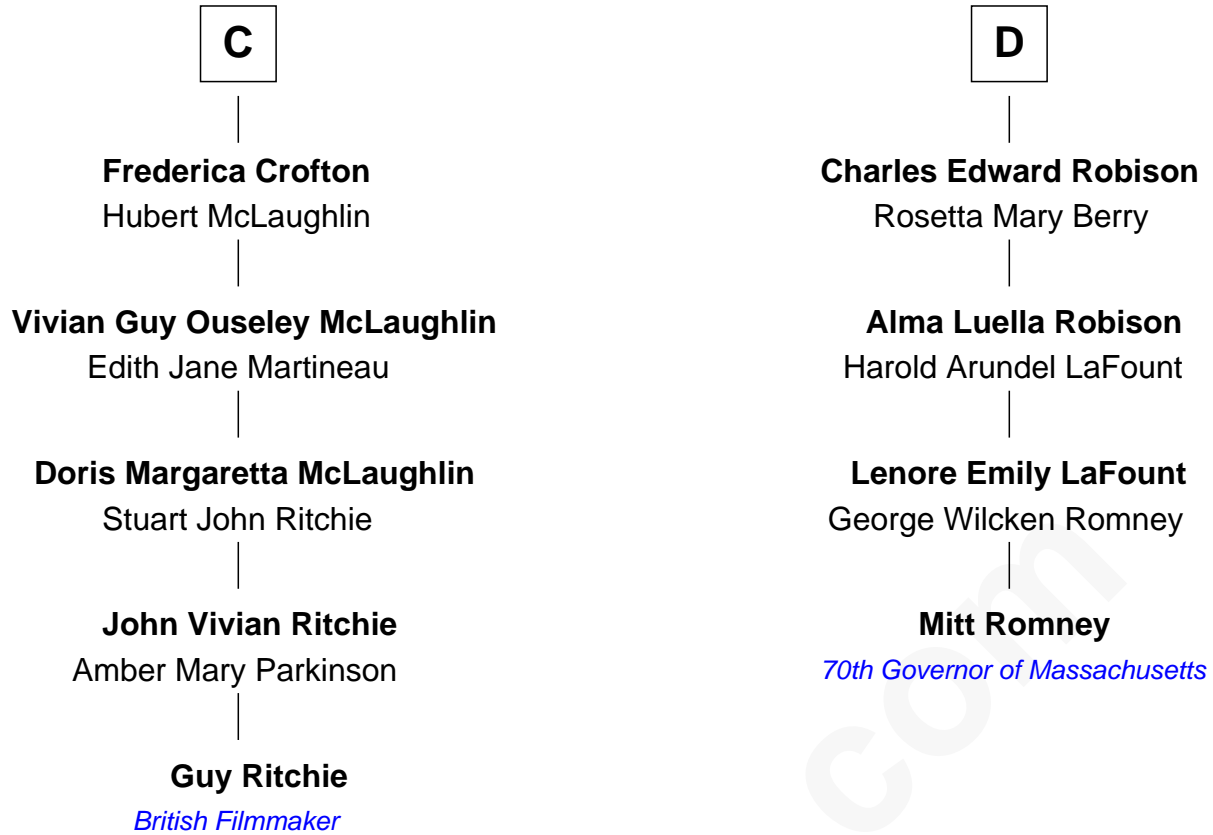 C
Frederica Crofton
Hubert McLaughlin
Vivian Guy Ouseley McLaughlin
Edith Jane Martineau
Doris Margaretta McLaughlin
Stuart John Ritchie
John Vivian Ritchie
Amber Mary Parkinson
Guy Ritchie
British Filmmaker
D
Charles Edward Robison
Rosetta Mary Berry
Alma Luella Robison
Harold Arundel LaFount
Lenore Emily LaFount
George Wilcken Romney
Mitt Romney
70th Governor of Massachusetts
com